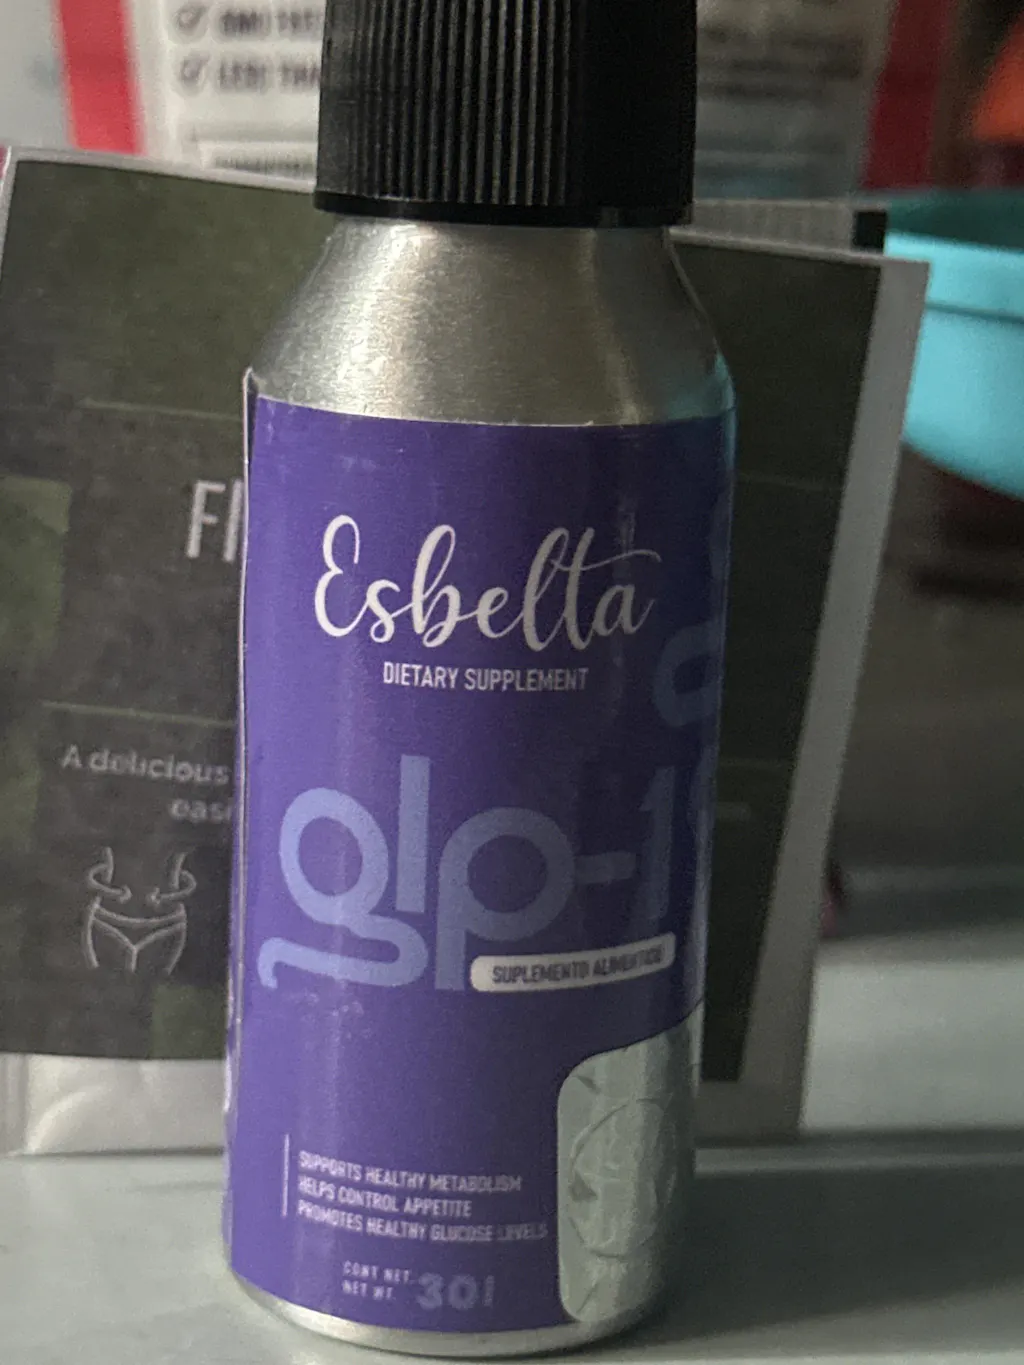 Esbelta
DIETARY SUPPLEMENT
glp-1
SUPLEMENTO ALIMENTICIO
SUPPORTS HEALTHY METABOLISM
HELPS CONTROL APPETITE
PROMOTES HEALTHY GLUCOSE LEVELS
CONT NET.
NET WT.
30
A delicious